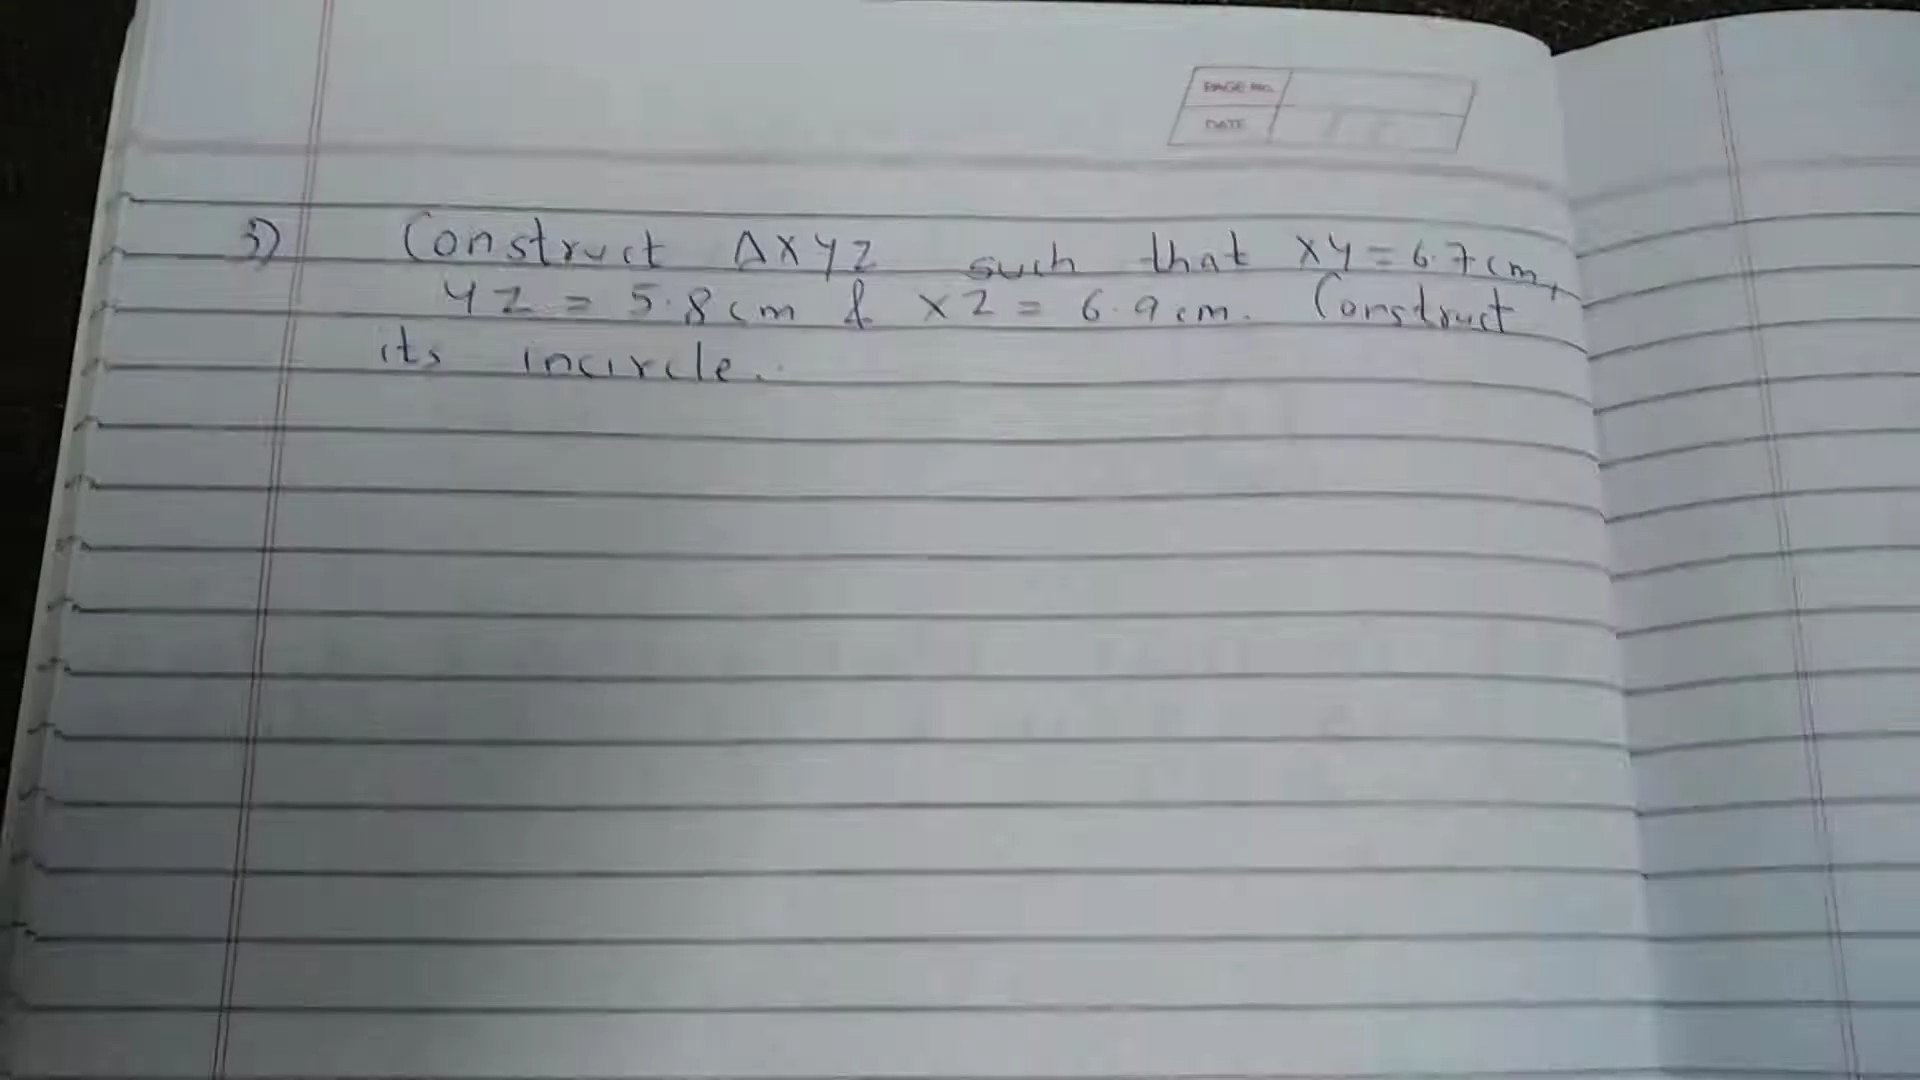 PAGE NO.
DATE
3) Construct ΔXYZ such that XY = 6.7cm,
YZ = 5.8cm & XZ = 6.9cm. Construct
its incircle.